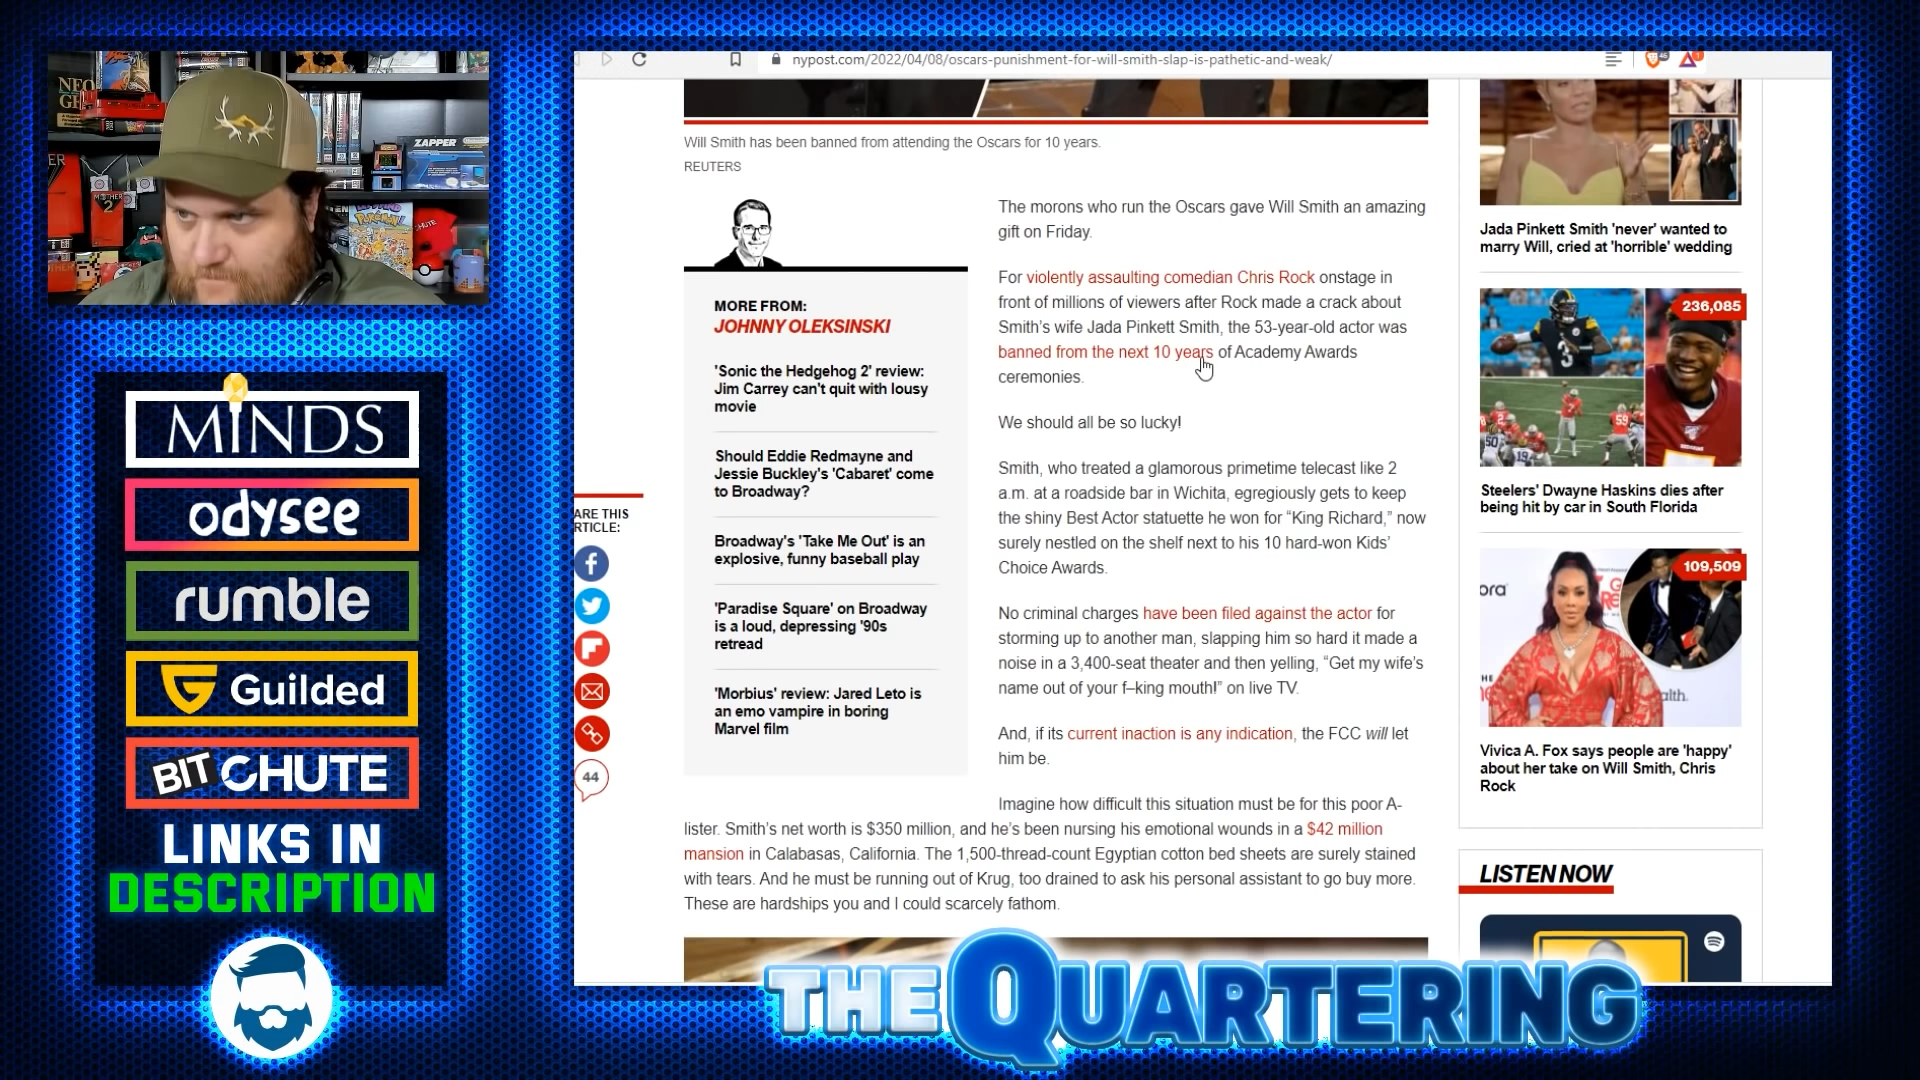 NEO
GE
ZAPPER
MOTHER
2
POKéMON
CHUTE
MINDS
odysee
rumble
Guilded
BITCHUTE
LINKS IN
DESCRIPTION
nypost.com/2022/04/08/oscars-punishment-for-will-smith-slap-is-pathetic-and-weak/
Will Smith has been banned from attending the Oscars for 10 years.
REUTERS
MORE FROM:
JOHNNY OLEKSINSKI
'Sonic the Hedgehog 2' review:
Jim Carrey can't quit with lousy
movie
Should Eddie Redmayne and
Jessie Buckley's 'Cabaret' come
to Broadway?
Broadway's 'Take Me Out' is an
explosive, funny baseball play
'Paradise Square' on Broadway
is a loud, depressing '90s
retread
'Morbius' review: Jared Leto is
an emo vampire in boring
Marvel film
ARE THIS
RTICLE:
44
The morons who run the Oscars gave Will Smith an amazing
gift on Friday.
For violently assaulting comedian Chris Rock onstage in
front of millions of viewers after Rock made a crack about
Smith's wife Jada Pinkett Smith, the 53-year-old actor was
banned from the next 10 years of Academy Awards
ceremonies.
We should all be so lucky!
Smith, who treated a glamorous primetime telecast like 2
a.m. at a roadside bar in Wichita, egregiously gets to keep
the shiny Best Actor statuette he won for “King Richard,” now
surely nestled on the shelf next to his 10 hard-won Kids'
Choice Awards.
No criminal charges have been filed against the actor for
storming up to another man, slapping him so hard it made a
noise in a 3,400-seat theater and then yelling, “Get my wife's
name out of your f–king mouth!” on live TV.
And, if its current inaction is any indication, the FCC will let
him be.
Imagine how difficult this situation must be for this poor A-
lister. Smith's net worth is $350 million, and he's been nursing his emotional wounds in a $42 million
mansion in Calabasas, California. The 1,500-thread-count Egyptian cotton bed sheets are surely stained
with tears. And he must be running out of Krug, too drained to ask his personal assistant to go buy more.
These are hardships you and I could scarcely fathom.
Jada Pinkett Smith 'never' wanted to
marry Will, cried at 'horrible' wedding
236,085
Steelers' Dwayne Haskins dies after
being hit by car in South Florida
109,509
Vivica A. Fox says people are 'happy'
about her take on Will Smith, Chris
Rock
LISTEN NOW
THE QUARTERING